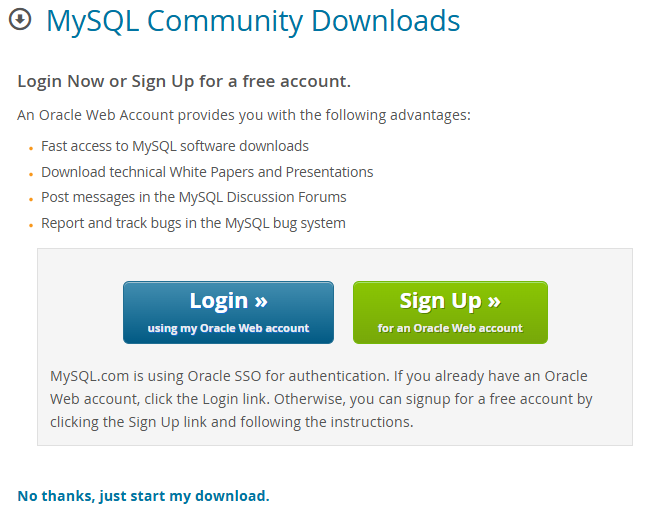 MySQL Community Downloads
Login Now or Sign Up for a free account.
An Oracle Web Account provides you with the following advantages:
Fast access to MySQL software downloads
Download technical White Papers and Presentations
Post messages in the MySQL Discussion Forums
Report and track bugs in the MySQL bug system
Login »
using my Oracle Web account
Sign Up »
for an Oracle Web account
MySQL.com is using Oracle SSO for authentication. If you already have an Oracle
Web account, click the Login link. Otherwise, you can signup for a free account by
clicking the Sign Up link and following the instructions.
No thanks, just start my download.